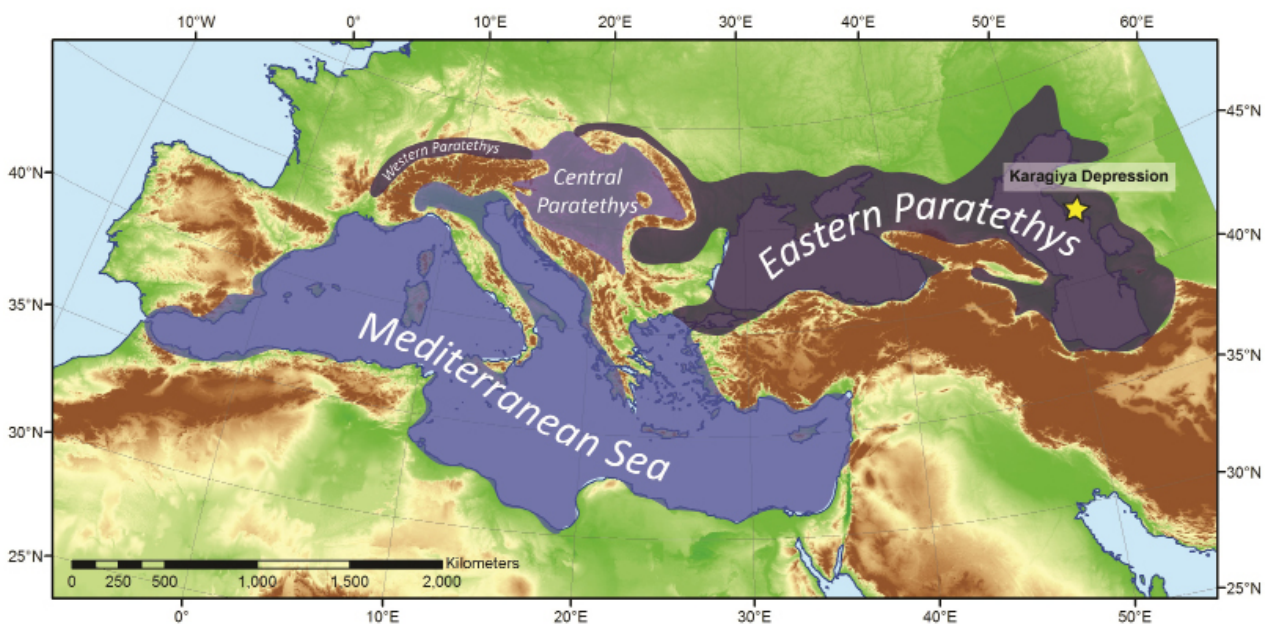 10°W 0° 10°E 20°E 30°E 40°E 50°E 60°E
45°N
40°N
Western Paratethys
Central
Paratethys
Karagiya Depression
Eastern Paratethys
40°N
35°N
Mediterranean Sea
35°N
30°N
30°N
25°N
Kilometers
0 250 500 1,000 1,500 2,000
25°N
0° 10°E 20°E 30°E 40°E 50°E